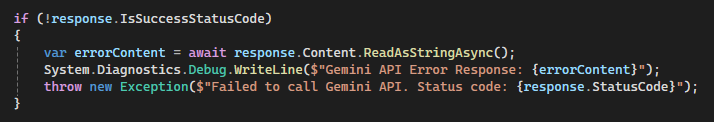 if (!response.IsSuccessStatusCode)
{
    var errorContent = await response.Content.ReadAsStringAsync();
    System.Diagnostics.Debug.WriteLine($"Gemini API Error Response: {errorContent}");
    throw new Exception($"Failed to call Gemini API. Status code: {response.StatusCode}");
}